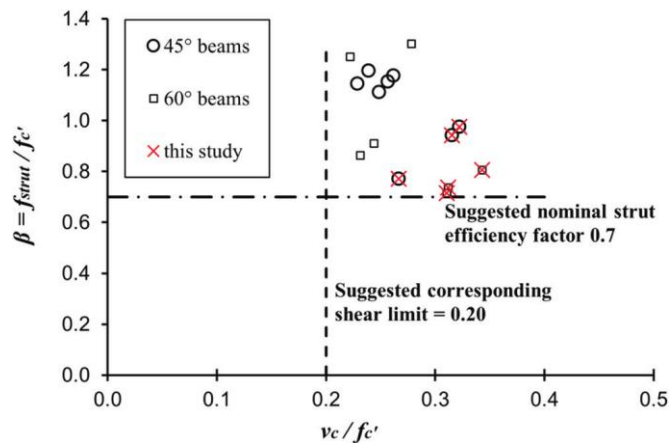 1.4
1.2
1.0
0.8
0.6
0.4
0.2
0.0
β = fstrut / fc'
45° beams
60° beams
this study
Suggested nominal strut
efficiency factor 0.7
Suggested corresponding
shear limit = 0.20
0.0 0.1 0.2 0.3 0.4 0.5
vc / fc'